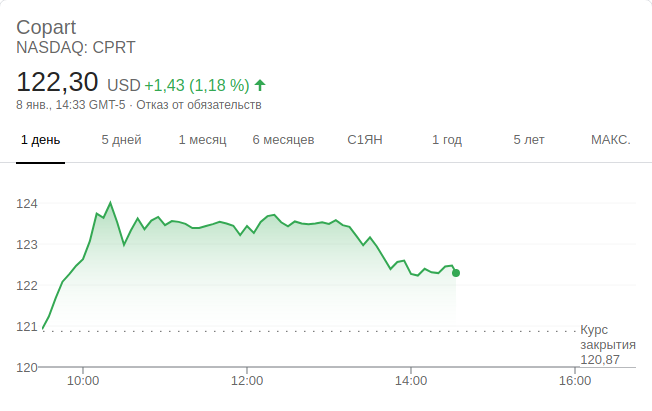 Copart
NASDAQ: CPRT
122,30 USD +1,43 (1,18 %)
8 янв., 14:33 GMT-5 · Отказ от обязательств
1 день 5 дней 1 месяц 6 месяцев С1ЯН 1 год 5 лет МАКС.
124
123
122
121
Курс
закрытия
120,87
120
10:00 12:00 14:00 16:00